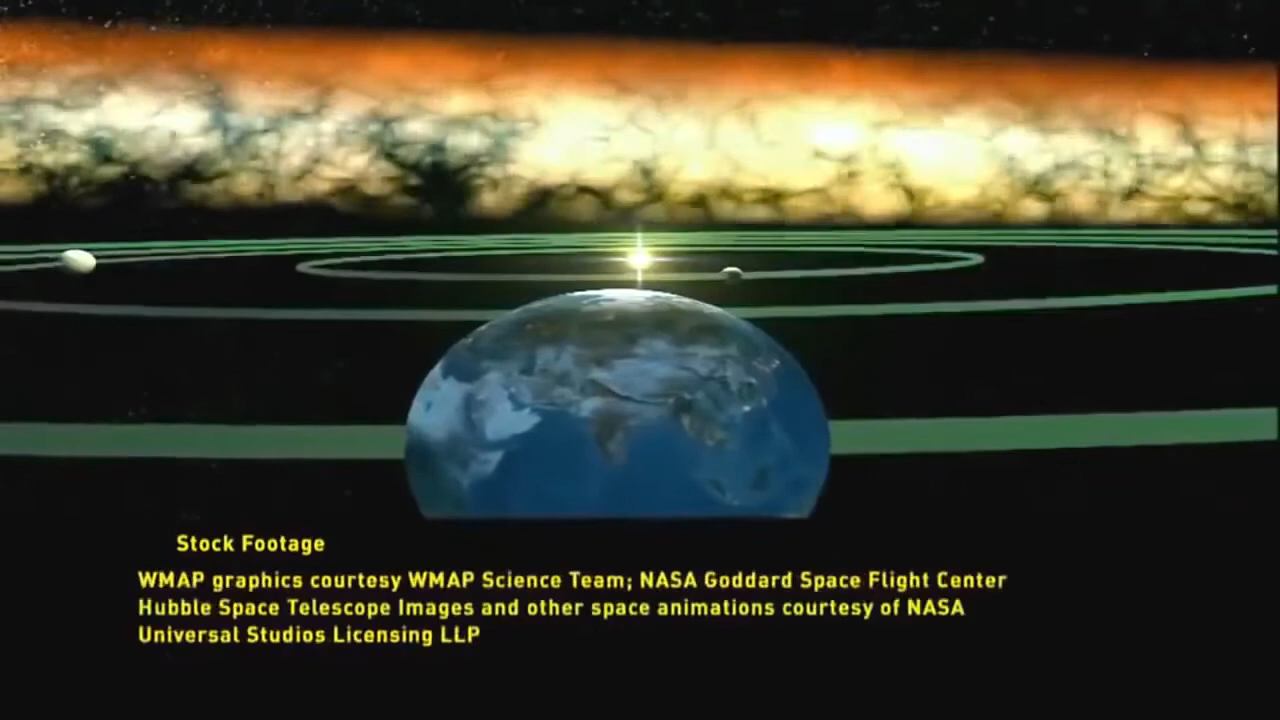 Stock Footage
WMAP graphics courtesy WMAP Science Team; NASA Goddard Space Flight Center
Hubble Space Telescope Images and other space animations courtesy of NASA
Universal Studios Licensing LLP